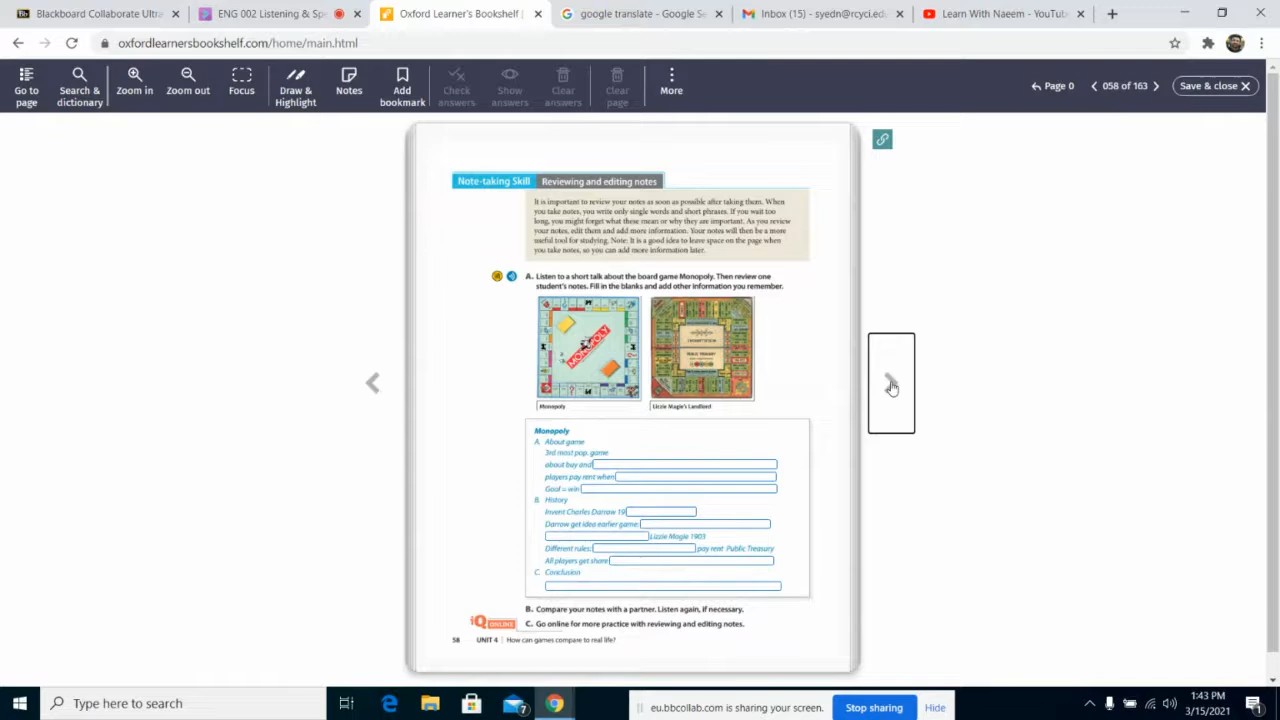 Blackboard Collaborate Ultra
ENG 002 Listening & Spe
Oxford Learner's Bookshelf |
google translate - Google Se
Inbox (15) - yedn@rcyci.edu.
Learn With Naeem - YouTube
oxfordlearnersbookshelf.com/home/main.html
Go to page
Search & dictionary
Zoom in
Zoom out
Focus
Draw & Highlight
Notes
Add bookmark
Check answers
Show answers
Clear answers
Clear page
More
Page 0
058 of 163
Save & close
Note-taking Skill Reviewing and editing notes
It is important to review your notes as soon as possible after taking them. When
you take notes, you write only single words and short phrases. If you wait too
long, you might forget what these mean or why they are important. As you review
your notes, edit them and add more information. Your notes will then be a more
useful tool for studying. Note: It is a good idea to leave space on the page when
you take notes, so you can add more information later.
A. Listen to a short talk about the board game Monopoly. Then review one
student's notes. Fill in the blanks and add other information you remember.
MONOPOLY
PUBLIC TREASURY
Monopoly
Lizzie Magie's Landlord
Monopoly
A. About game
3rd most pop. game
about buy and
players pay rent when
Goal = win
B. History
Invent Charles Darrow 19
Darrow get idea earlier game:
Lizzie Magie 1903
Different rules: pay rent Public Treasury
All players get share
C. Conclusion
B. Compare your notes with a partner. Listen again, if necessary.
iQ ONLINE C. Go online for more practice with reviewing and editing notes.
58 UNIT 4 | How can games compare to real life?
Type here to search
7
eu.bbcollab.com is sharing your screen.
Stop sharing
Hide
1:43 PM
3/15/2021
1